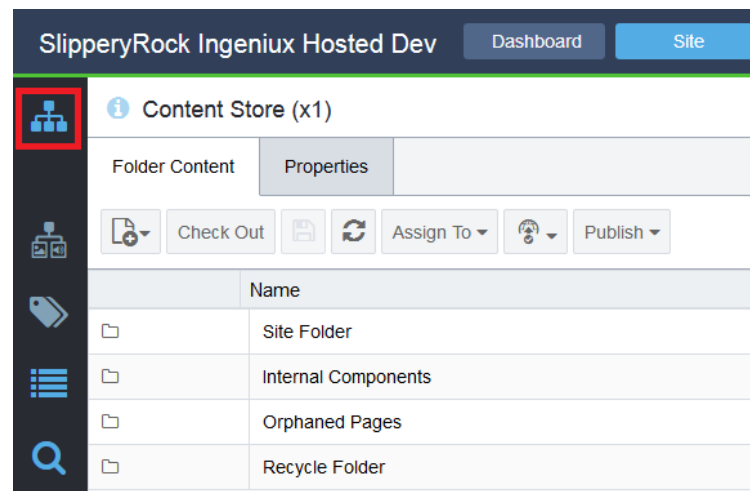 SlipperyRock Ingeniux Hosted Dev Dashboard Site
Content Store (x1)
Folder Content Properties
Check Out Assign To Publish
Name
Site Folder
Internal Components
Orphaned Pages
Recycle Folder